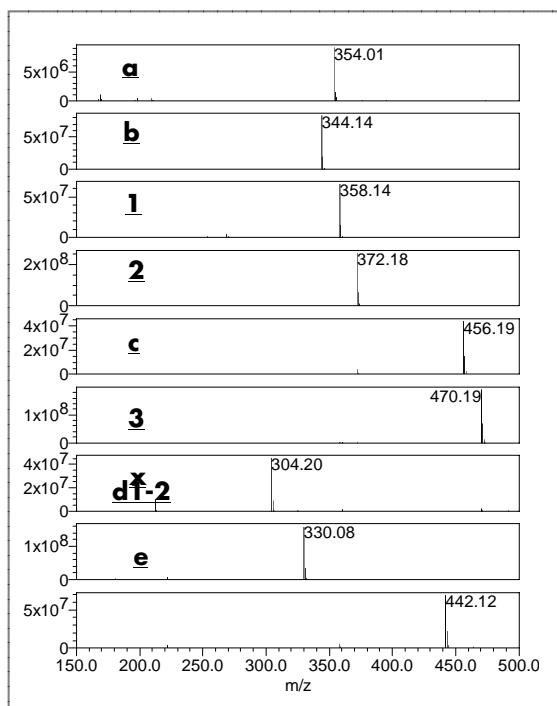 354.01
5x10⁶ a
0
344.14
5x10⁷ b
0
358.14
5x10⁷ 1
0
372.18
2x10⁸ 2
0
4x10⁷ 456.19
2x10⁷ c
0
470.19
1x10⁸ 3
0
4x10⁷ x 304.20
2x10⁷ d1-2
0
330.08
1x10⁸ e
0
442.12
5x10⁷
0
150.0 200.0 250.0 300.0 350.0 400.0 450.0 500.0
m/z